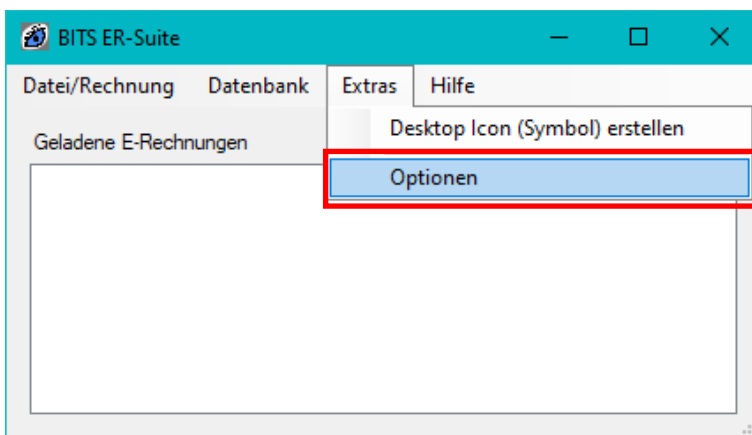 BITS ER-Suite
Datei/Rechnung Datenbank Extras Hilfe
Desktop Icon (Symbol) erstellen
Geladene E-Rechnungen
Optionen